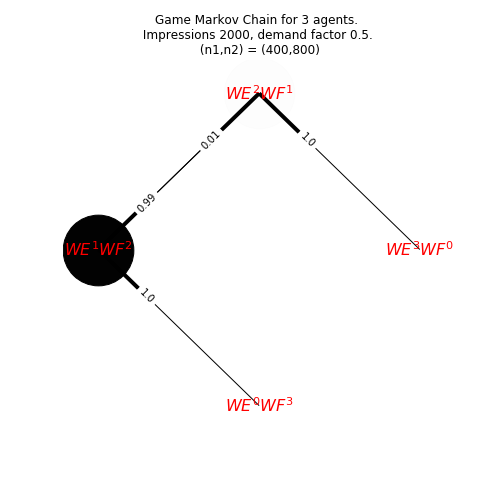 Game Markov Chain for 3 agents.
Impressions 2000, demand factor 0.5.
(n1,n2) = (400,800)
WE²WF¹
0.01
1.0
0.99
WE¹WF²
WE³WF⁰
1.0
WE⁰WF³